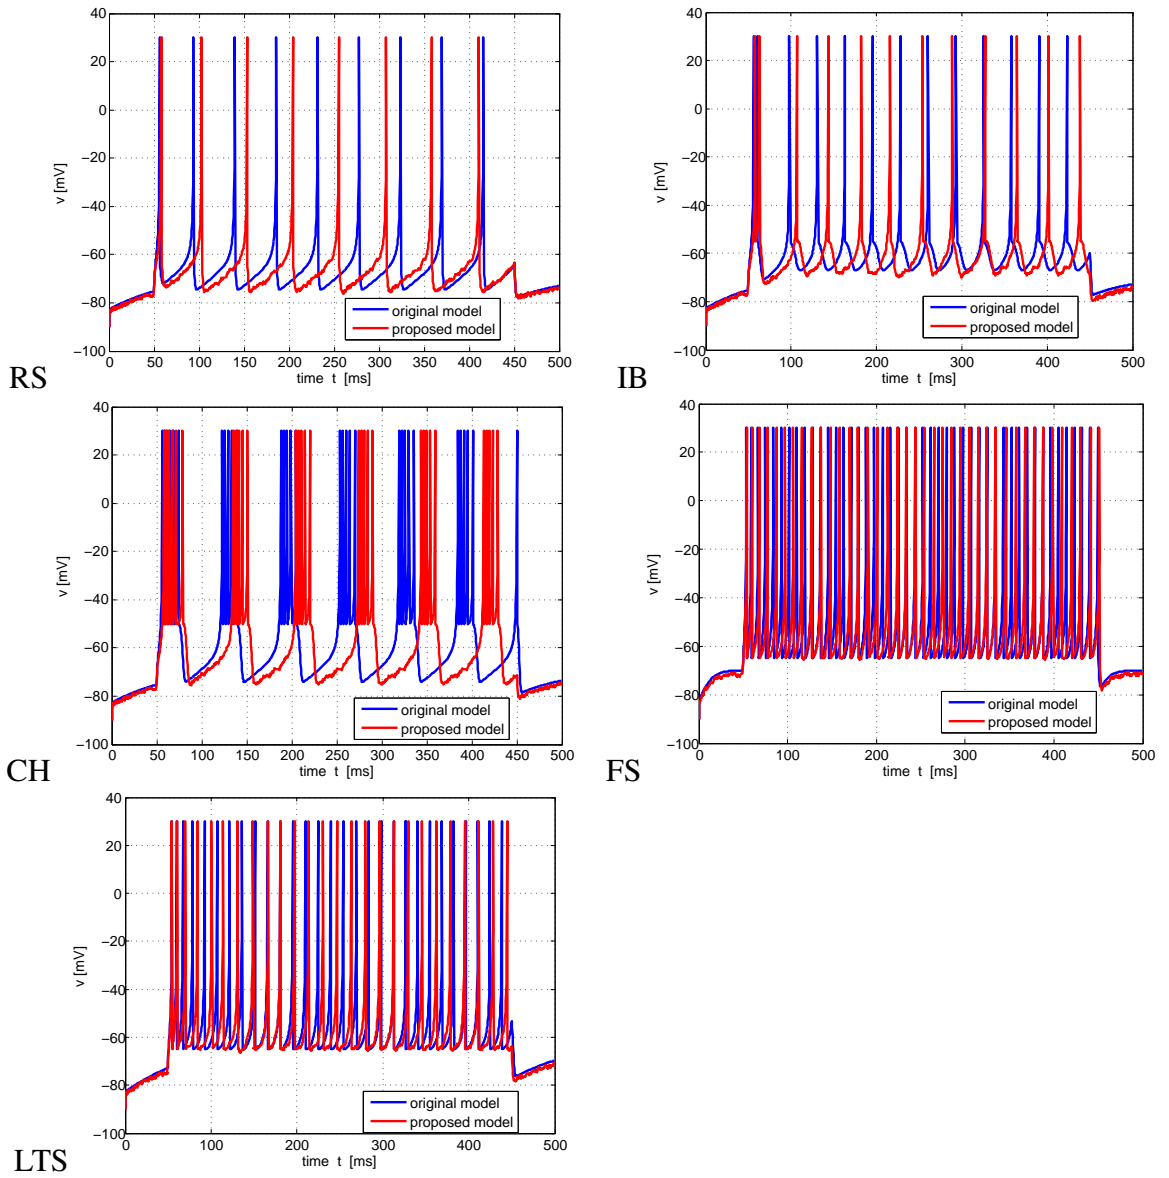 40
20
0
−20
−40
−60
−80
−100
v [mV]
0 50 100 150 200 250 300 350 400 450 500
time t [ms]
original model
proposed model
RS
40
20
0
−20
−40
−60
−80
−100
v [mV]
0 100 200 300 400 500
time t [ms]
original model
proposed model
IB
40
20
0
−20
−40
−60
−80
−100
v [mV]
0 50 100 150 200 250 300 350 400 450 500
time t [ms]
original model
proposed model
CH
40
20
0
−20
−40
−60
−80
−100
v [mV]
0 100 200 300 400 500
time t [ms]
original model
proposed model
FS
40
20
0
−20
−40
−60
−80
−100
v [mV]
0 100 200 300 400 500
time t [ms]
original model
proposed model
LTS